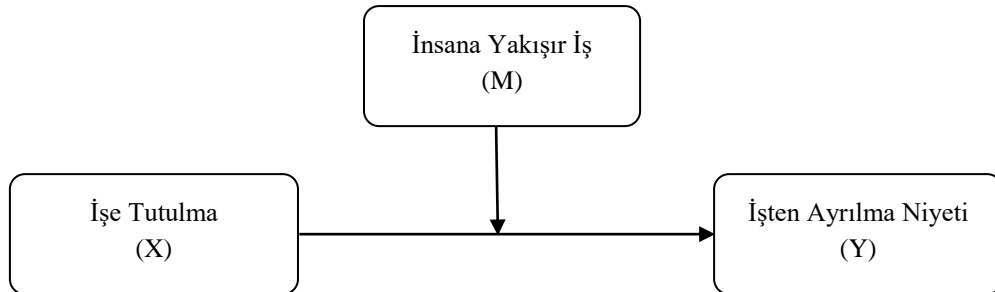 İnsana Yakışır İş
(M)
İşe Tutulma
(X)
İşten Ayrılma Niyeti
(Y)